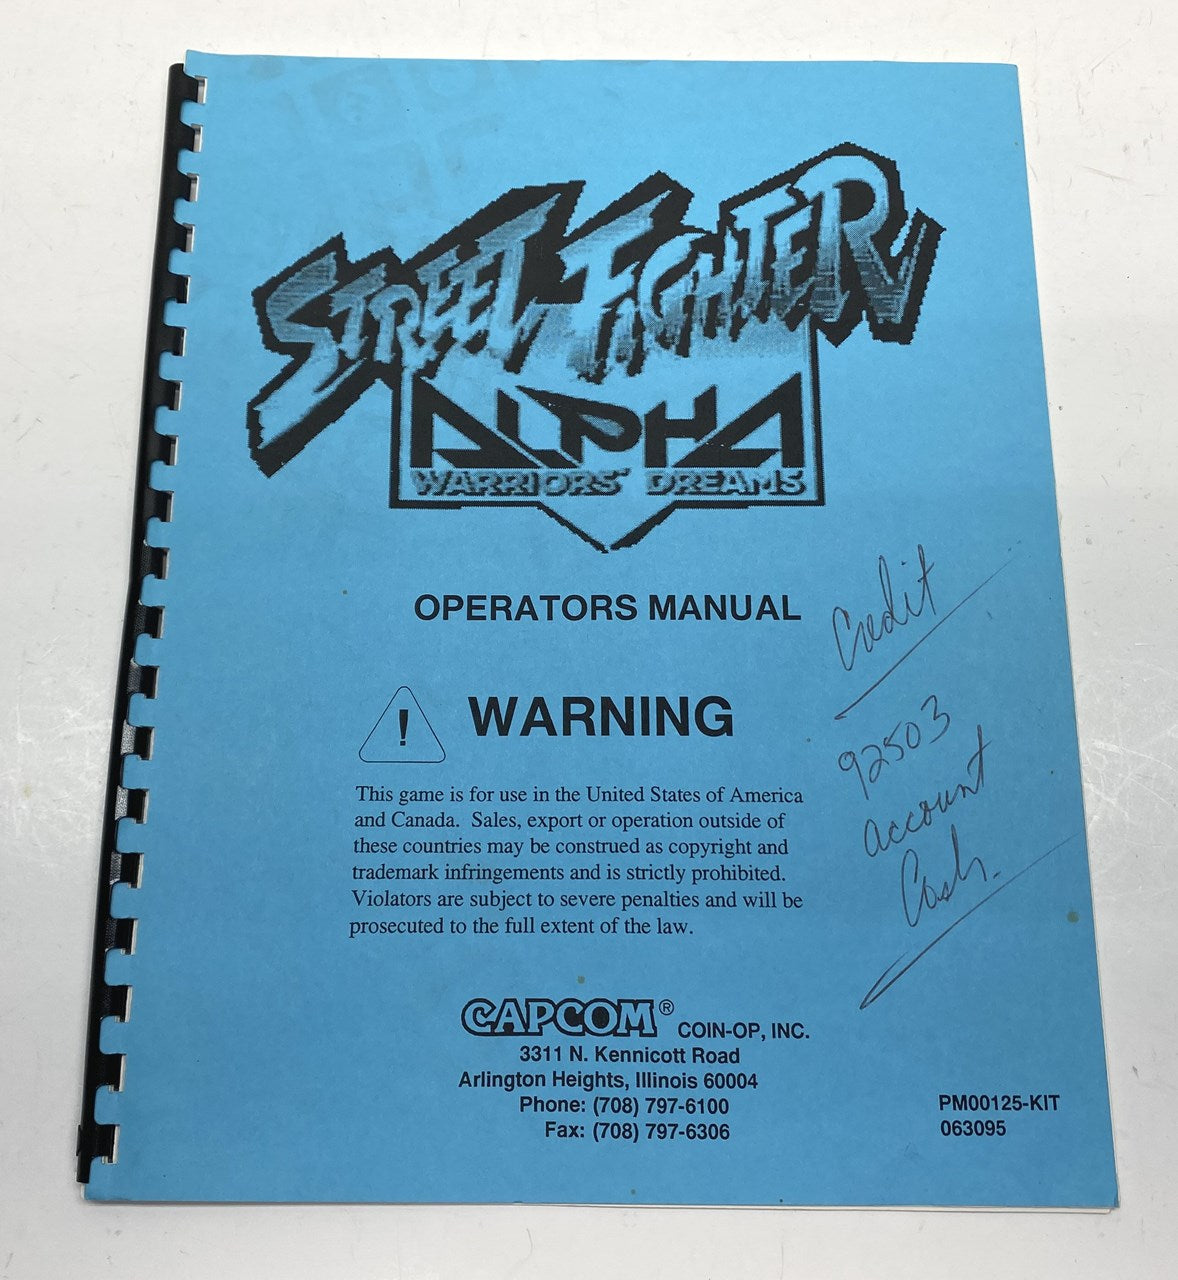 STREET FIGHTER
ALPHA
WARRIORS' DREAMS
OPERATORS MANUAL
Credit
! WARNING
92503
account
Cash.
This game is for use in the United States of America
and Canada. Sales, export or operation outside of
these countries may be construed as copyright and
trademark infringements and is strictly prohibited.
Violators are subject to severe penalties and will be
prosecuted to the full extent of the law.
CAPCOM® COIN-OP, INC.
3311 N. Kennicott Road
Arlington Heights, Illinois 60004
Phone: (708) 797-6100
Fax: (708) 797-6306
PM00125-KIT
063095